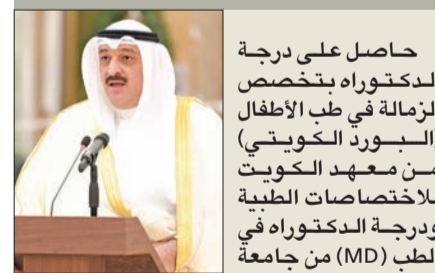 حاصل على درجة
الدكتوراه بتخصص
الزمالة في طب الأطفال
(البورد الكويتي)
من معهد الكويت
للاختصاصات الطبية
ودرجة الدكتوراه في
الطب (MD) من جامعة